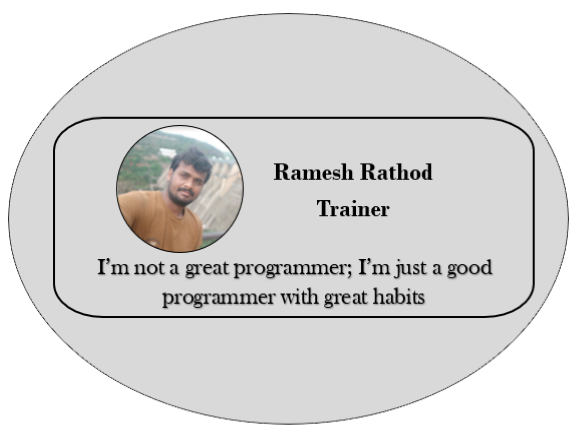 Ramesh Rathod
Trainer
I’m not a great programmer; I’m just a good
programmer with great habits